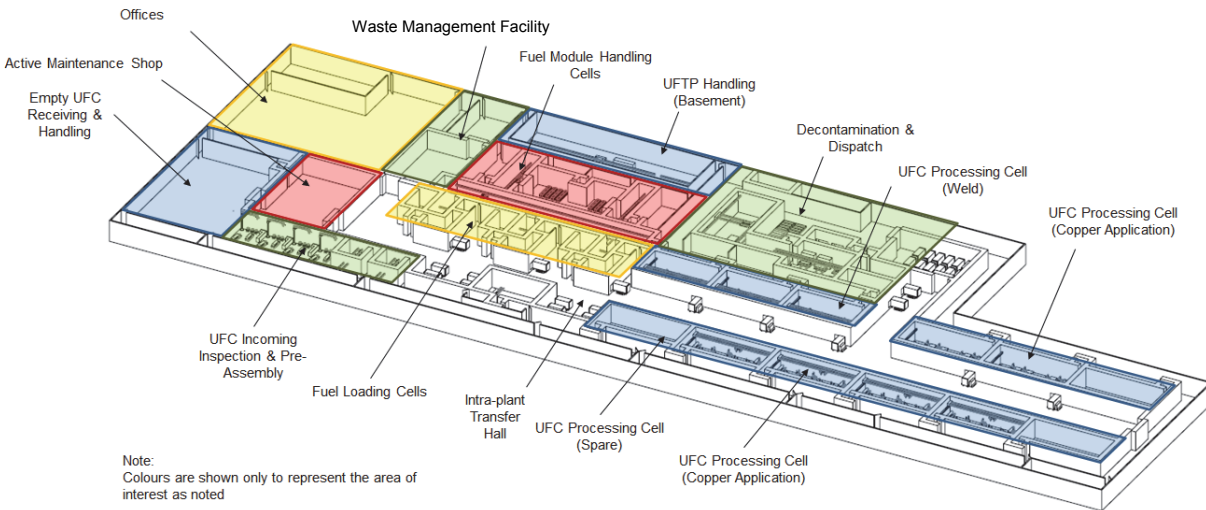 Offices
Waste Management Facility
Active Maintenance Shop
Fuel Module Handling
Cells
Empty UFC
Receiving &
Handling
UFTP Handling
(Basement)
Decontamination &
Dispatch
UFC Processing Cell
(Weld)
UFC Processing Cell
(Copper Application)
UFC Incoming
Inspection & Pre-
Assembly
Fuel Loading Cells
Intra-plant
Transfer
Hall
UFC Processing Cell
(Spare)
UFC Processing Cell
(Copper Application)
Note:
Colours are shown only to represent the area of
interest as noted